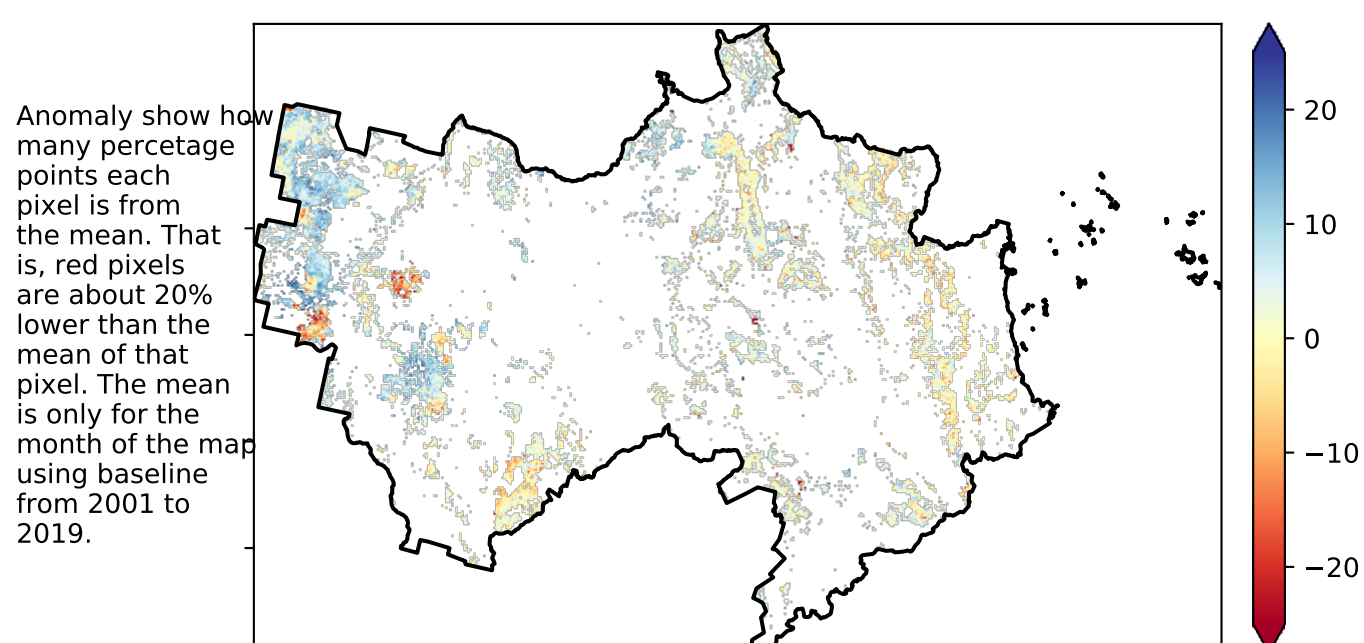 Anomaly show how
many percetage
points each
pixel is from
the mean. That
is, red pixels
are about 20%
lower than the
mean of that
pixel. The mean
is only for the
month of the map
using baseline
from 2001 to
2019.
20
10
0
−10
−20